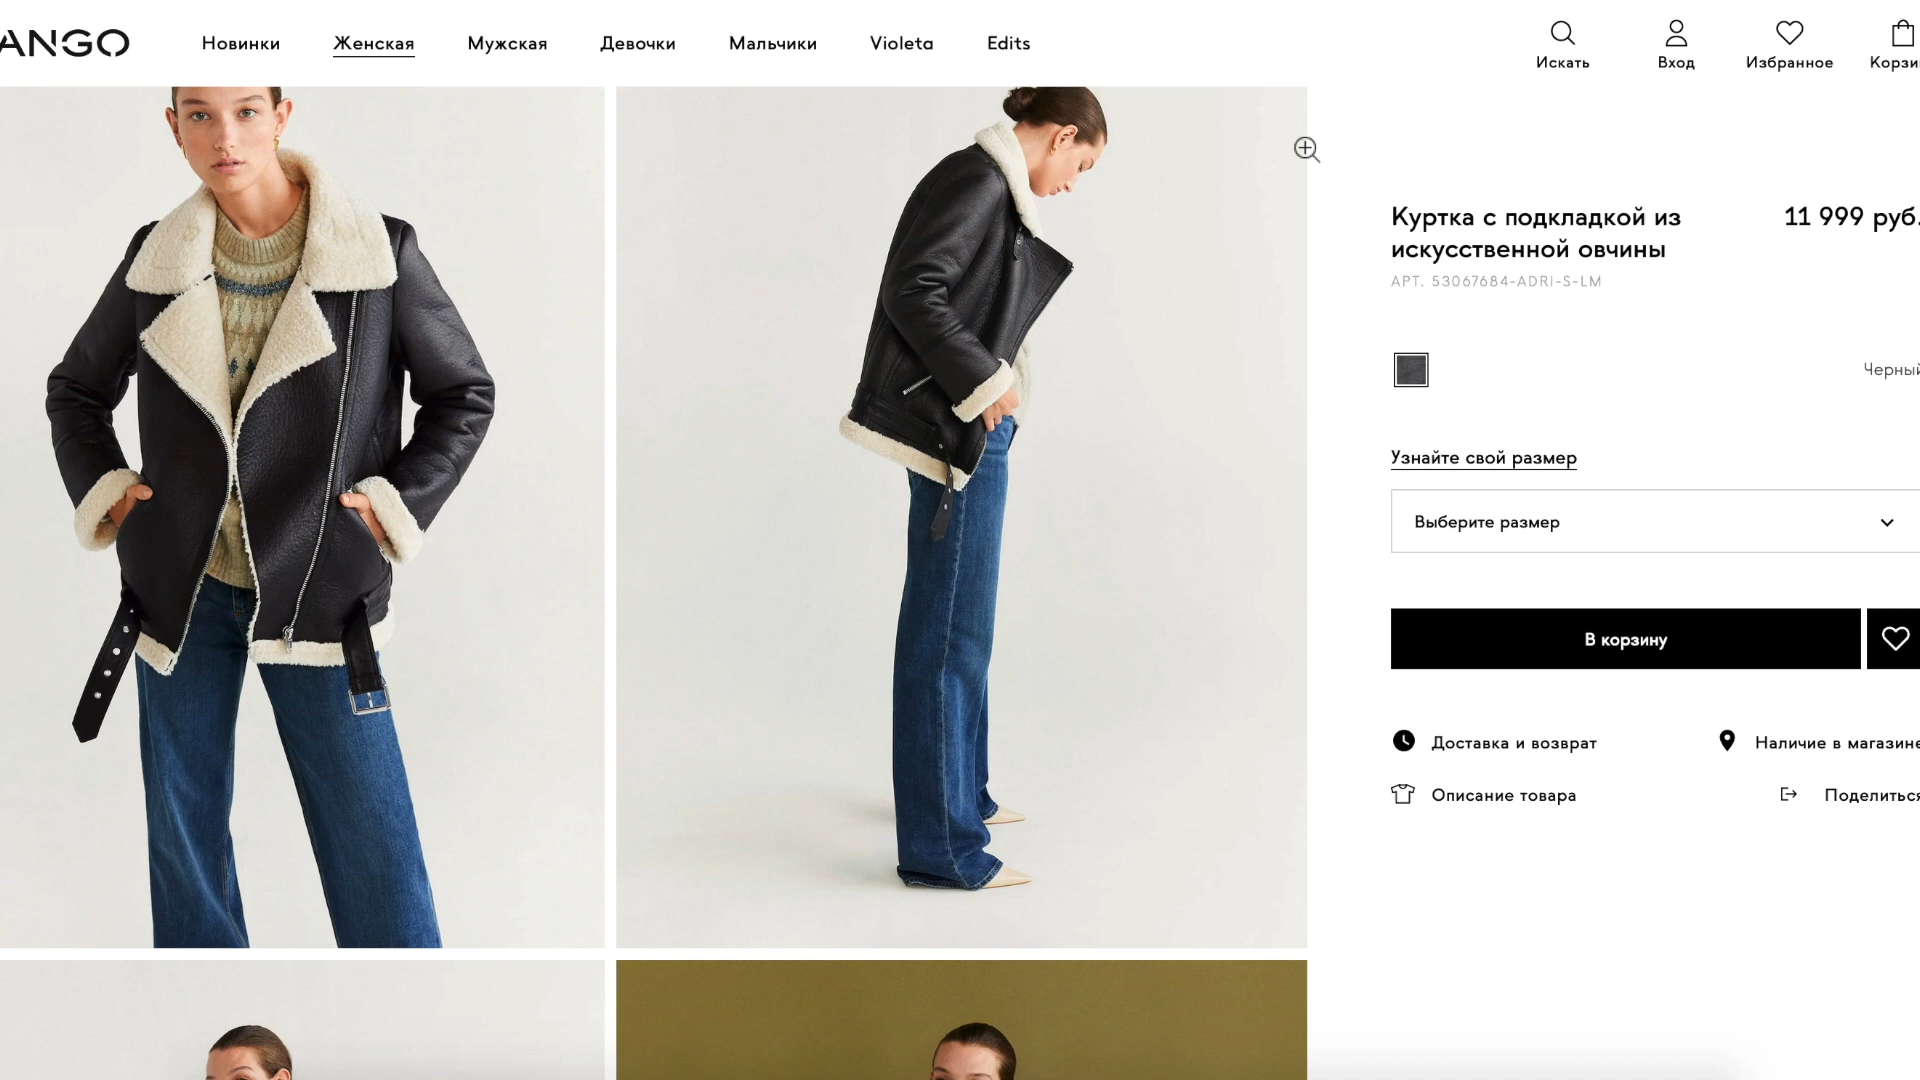 ANGO
Новинки Женская Мужская Девочки Мальчики Violeta Edits
Искать Вход Избранное Корзи
Куртка с подкладкой из
искусственной овчины
11 999 руб.
АРТ. 53067684-ADRI-S-LM
Черный
Узнайте свой размер
Выберите размер
В корзину
Доставка и возврат Наличие в магазине
Описание товара Поделиться